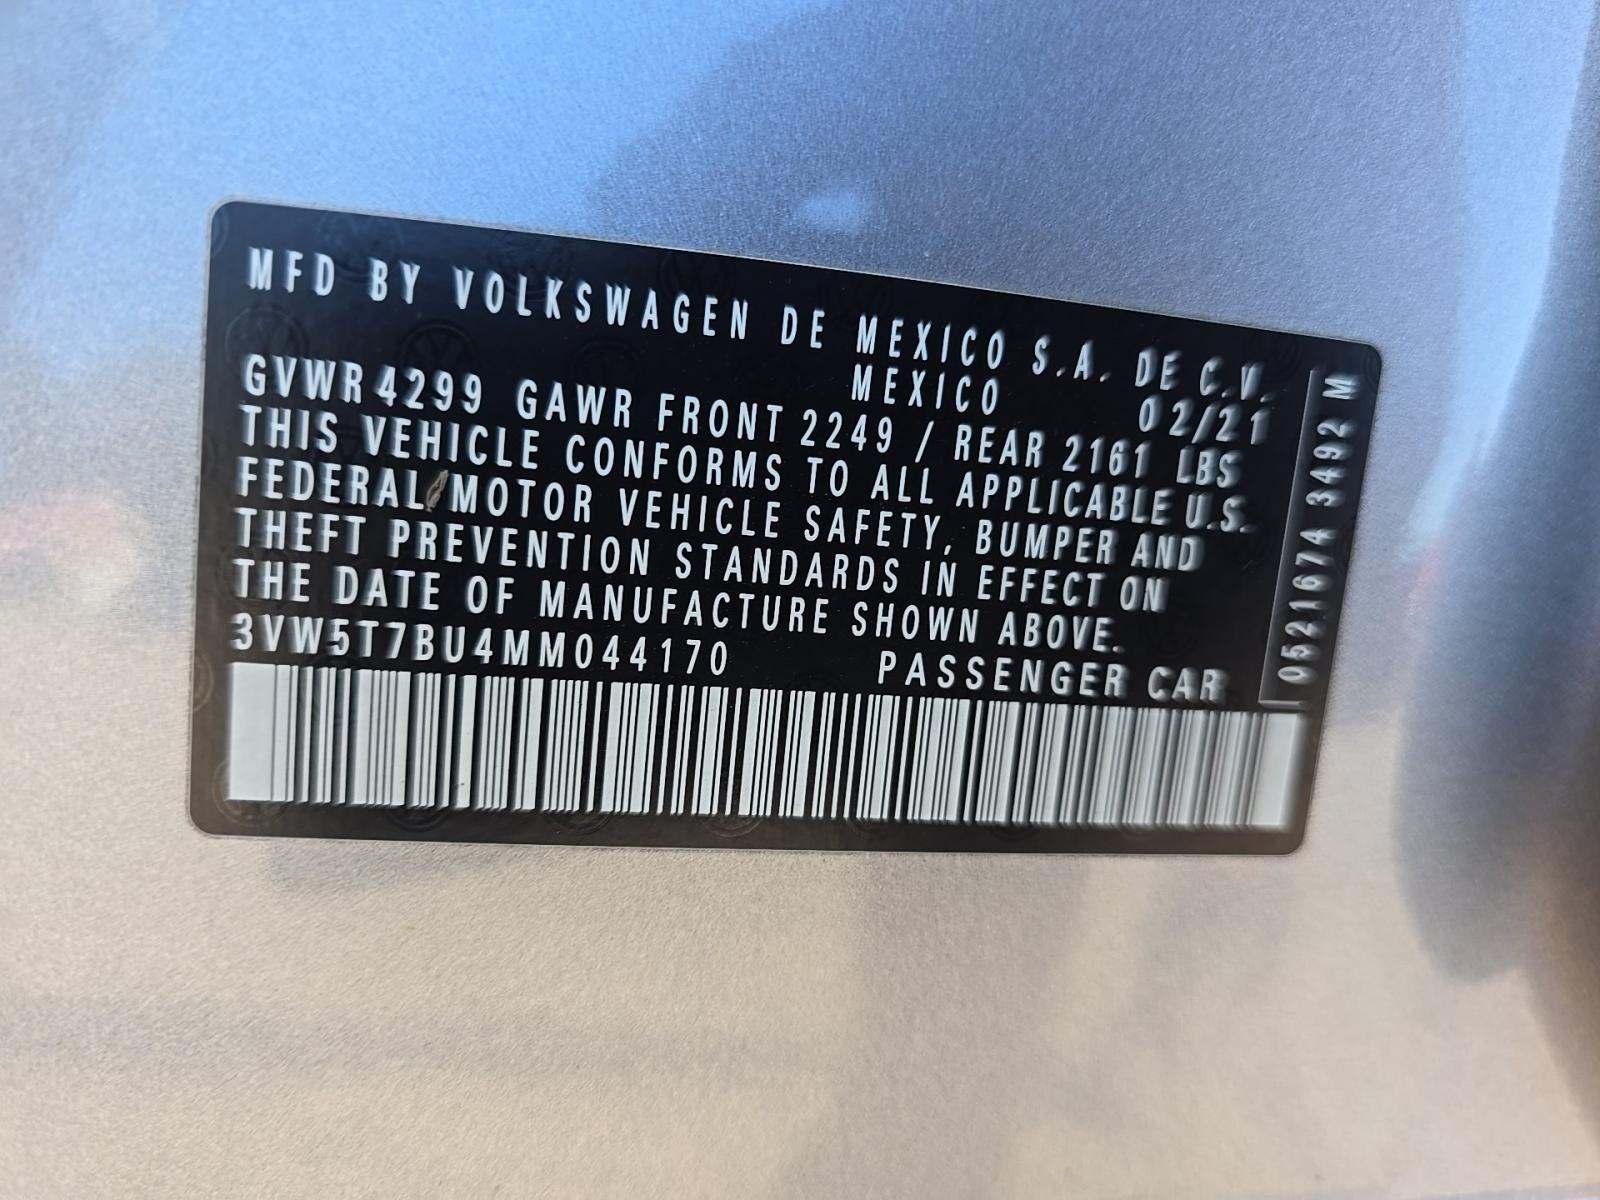 MFD BY VOLKSWAGEN DE MEXICO S.A. DE C.V.
MEXICO 02/21
GVWR 4299 GAWR FRONT 2249 / REAR 2161 LBS
THIS VEHICLE CONFORMS TO ALL APPLICABLE U.S.
FEDERAL MOTOR VEHICLE SAFETY, BUMPER AND
THEFT PREVENTION STANDARDS IN EFFECT ON
THE DATE OF MANUFACTURE SHOWN ABOVE.
3VW5T7BU4MM044170 PASSENGER CAR
0521674 3492 M